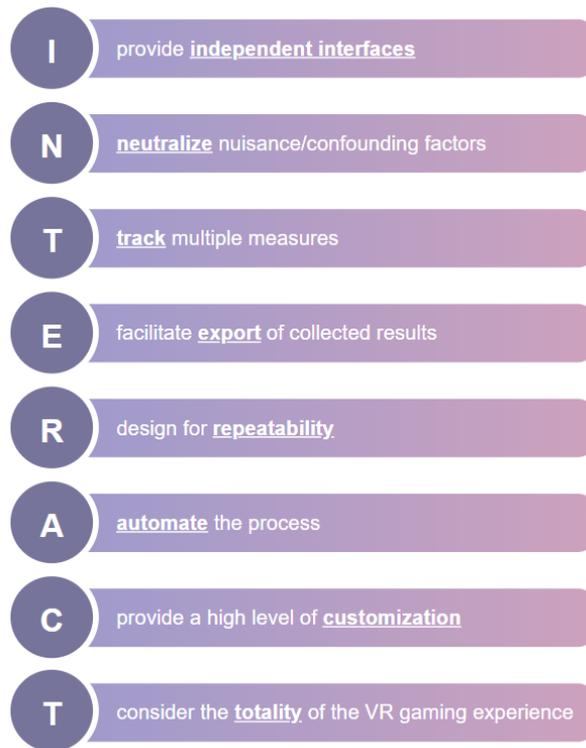 I provide independent interfaces
N neutralize nuisance/confounding factors
T track multiple measures
E facilitate export of collected results
R design for repeatability
A automate the process
C provide a high level of customization
T consider the totality of the VR gaming experience